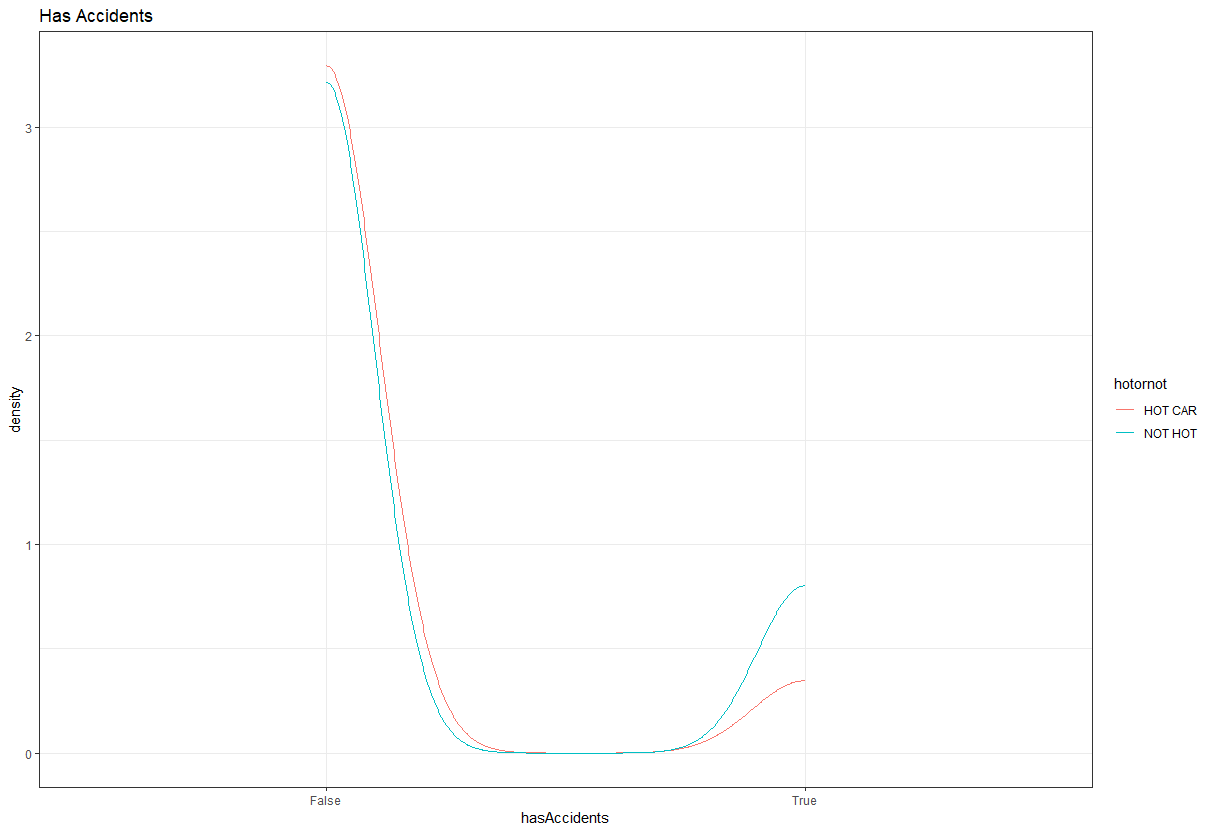 Has Accidents
3
2
1
0
density
False
True
hasAccidents
hotornot
HOT CAR
NOT HOT